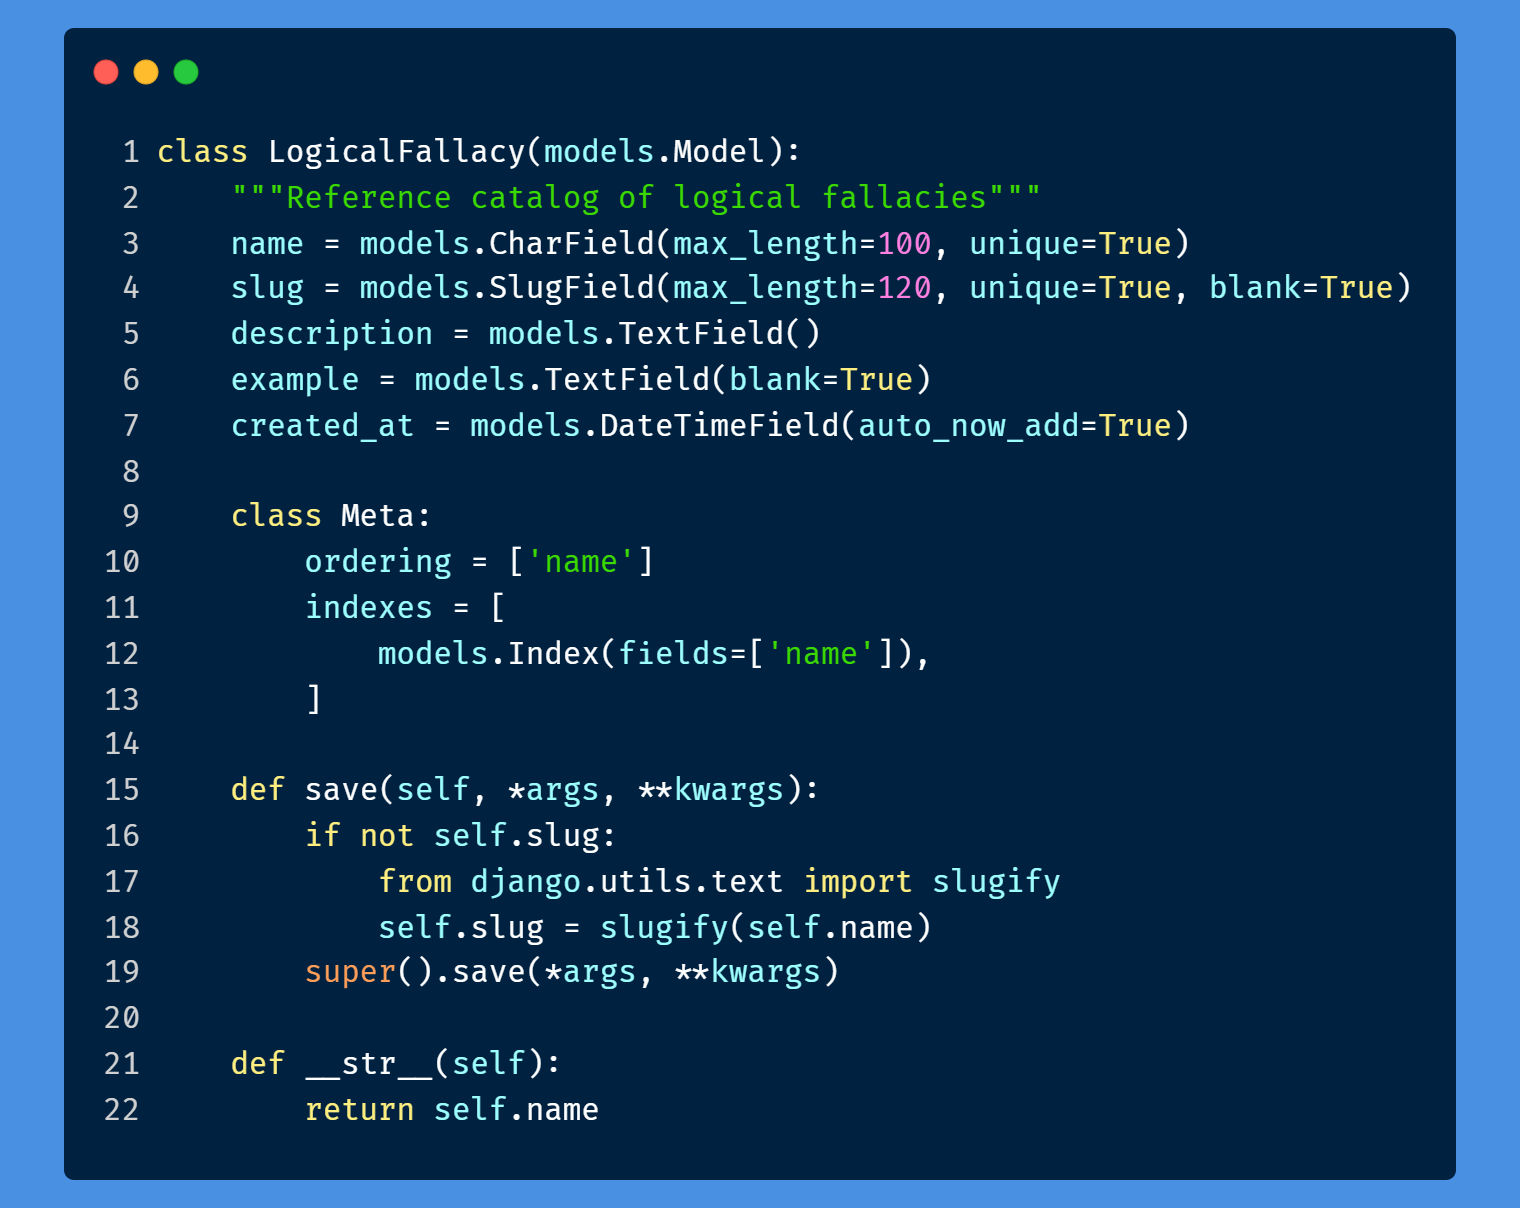 1 class LogicalFallacy(models.Model):
2     """Reference catalog of logical fallacies"""
3     name = models.CharField(max_length=100, unique=True)
4     slug = models.SlugField(max_length=120, unique=True, blank=True)
5     description = models.TextField()
6     example = models.TextField(blank=True)
7     created_at = models.DateTimeField(auto_now_add=True)
8
9     class Meta:
10         ordering = ['name']
11         indexes = [
12             models.Index(fields=['name']),
13         ]
14
15     def save(self, *args, **kwargs):
16         if not self.slug:
17             from django.utils.text import slugify
18             self.slug = slugify(self.name)
19         super().save(*args, **kwargs)
20
21     def __str__(self):
22         return self.name